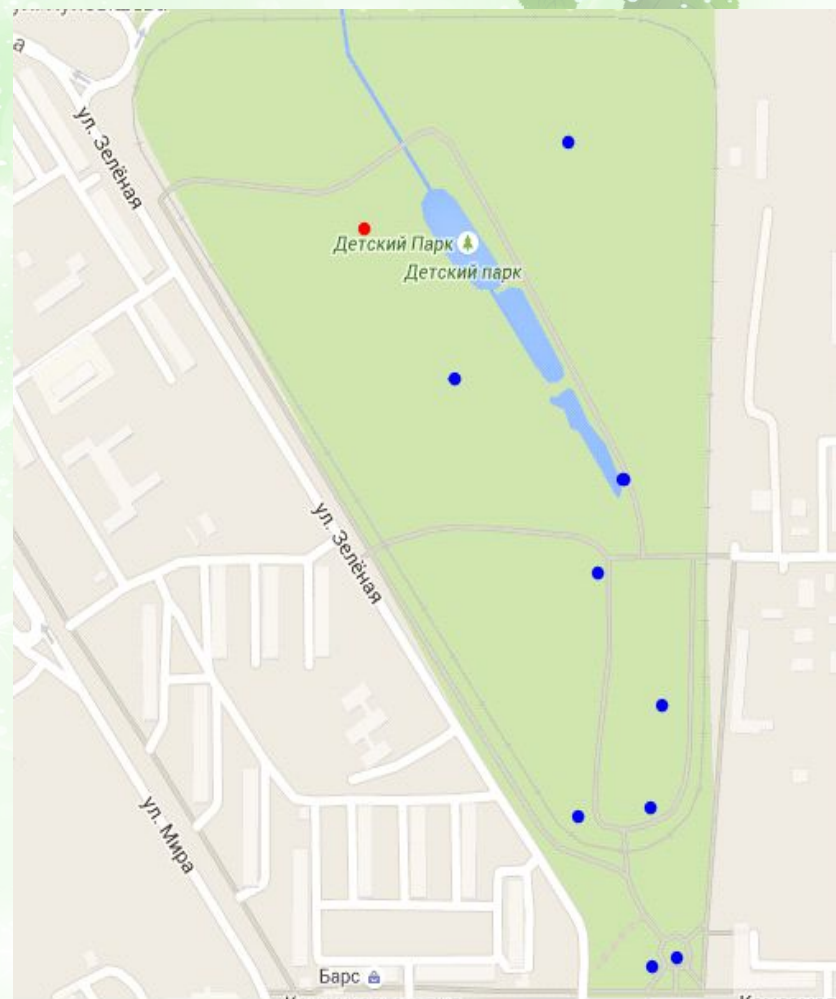 а
ул. Зелёная
Детский Парк
Детский парк
ул. Зелёная
ул. Мира
Барс